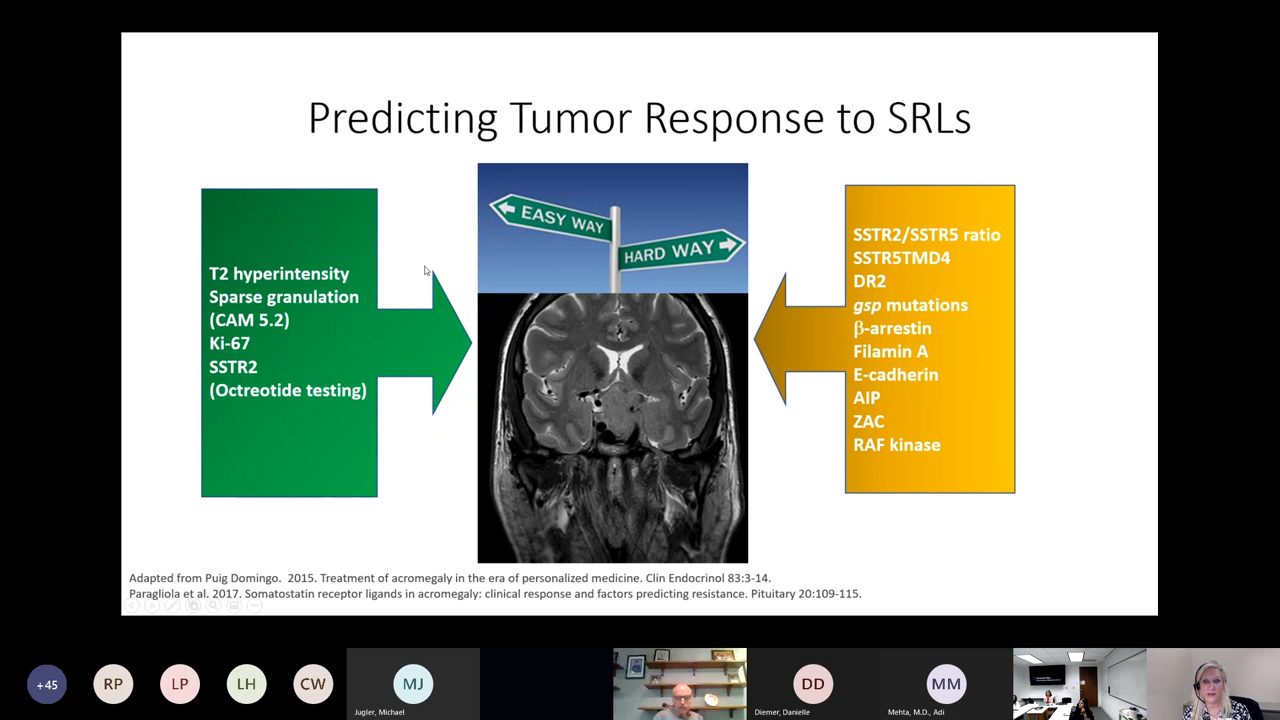 Predicting Tumor Response to SRLs
EASY WAY
HARD WAY
T2 hyperintensity
Sparse granulation
(CAM 5.2)
Ki-67
SSTR2
(Octreotide testing)
SSTR2/SSTR5 ratio
SSTR5TMD4
DR2
gsp mutations
β-arrestin
Filamin A
E-cadherin
AIP
ZAC
RAF kinase
Adapted from Puig Domingo. 2015. Treatment of acromegaly in the era of personalized medicine. Clin Endocrinol 83:3-14.
Paragliola et al. 2017. Somatostatin receptor ligands in acromegaly: clinical response and factors predicting resistance. Pituitary 20:109-115.
+45
RP
LP
LH
CW
MJ
Jugler, Michael
DD
Diemer, Danielle
MM
Mehta, M.D., Adi